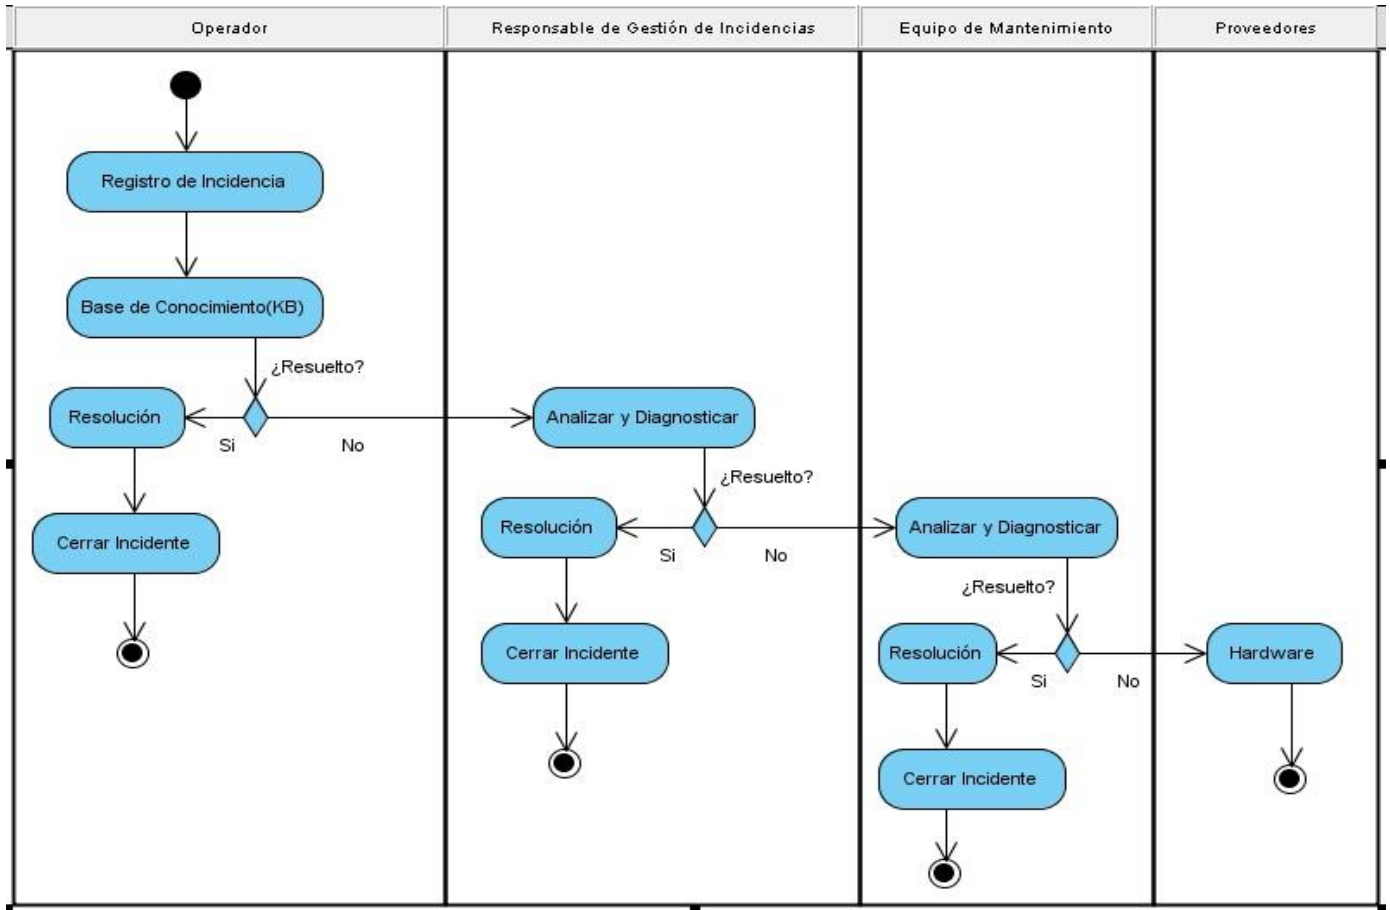 Operador
Responsable de Gestión de Incidencias
Equipo de Mantenimiento
Proveedores
Registro de Incidencia
Base de Conocimiento(KB)
¿Resuelto?
Resolución
Si
No
Analizar y Diagnosticar
¿Resuelto?
Cerrar Incidente
Resolución
Si
No
Analizar y Diagnosticar
¿Resuelto?
Cerrar Incidente
Resolución
Si
No
Hardware
Cerrar Incidente